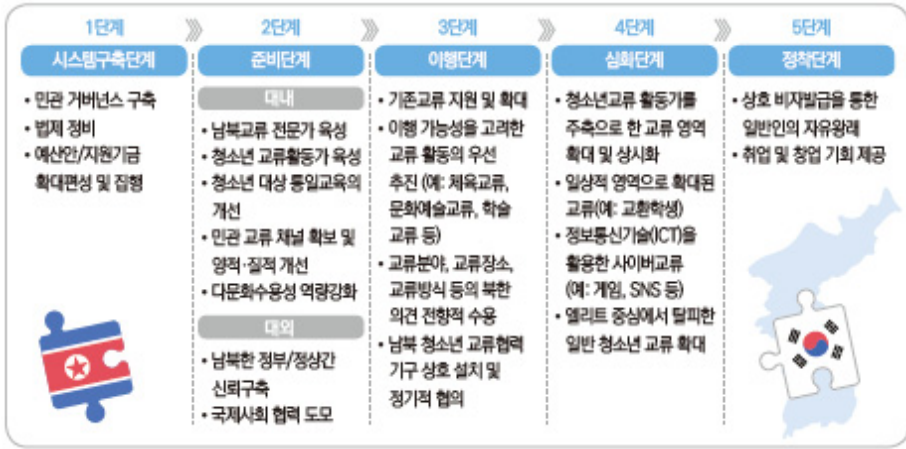 1단계
시스템구축단계
• 민관 거버넌스 구축
• 법제 정비
• 예산안/지원기금
확대편성 및 집행
2단계
준비단계
대내
• 남북교류 전문가 육성
• 청소년 교류활동가 육성
• 청소년 대상 통일교육의
개선
• 민관 교류 채널 확보 및
양적·질적 개선
• 다문화수용성 역량강화
대외
• 남북한 정부/정상간
신뢰구축
• 국제사회 협력 도모
3단계
이행단계
• 기존교류 지원 및 확대
• 이행 가능성을 고려한
교류 활동의 우선
추진 (예: 체육교류,
문화예술교류, 학술
교류 등)
• 교류분야, 교류장소,
교류방식 등의 북한
의견 전향적 수용
• 남북 청소년 교류협력
기구 상호 설치 및
정기적 협의
4단계
심화단계
• 청소년교류 활동가를
주축으로 한 교류 영역
확대 및 상시화
• 일상적 영역으로 확대된
교류(예: 교환학생)
• 정보통신기술(ICT)을
활용한 사이버교류
(예: 게임, SNS 등)
• 엘리트 중심에서 탈피한
일반 청소년 교류 확대
5단계
정착단계
• 상호 비자발급을 통한
일반인의 자유왕래
• 취업 및 창업 기회 제공